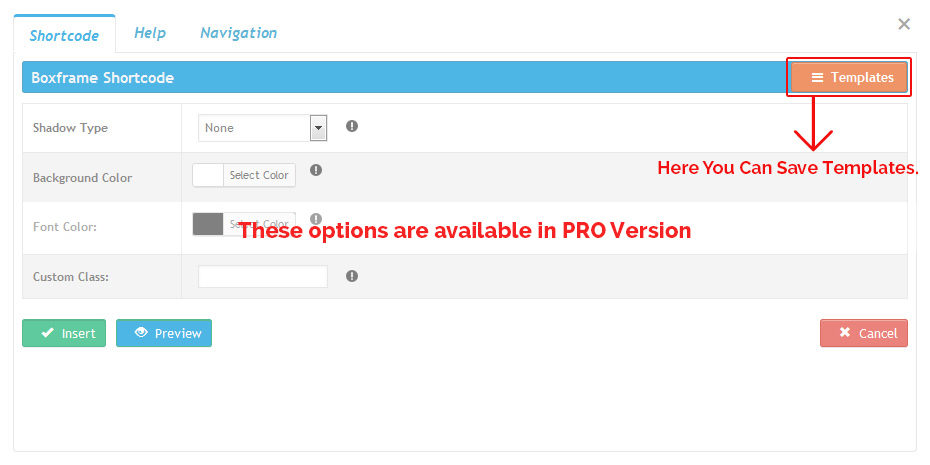 Shortcode Help Navigation
Boxframe Shortcode Templates
Shadow Type None
Here You Can Save Templates.
Background Color Select Color
Font Color: Select Color
These options are available in PRO Version
Custom Class:
Insert Preview Cancel